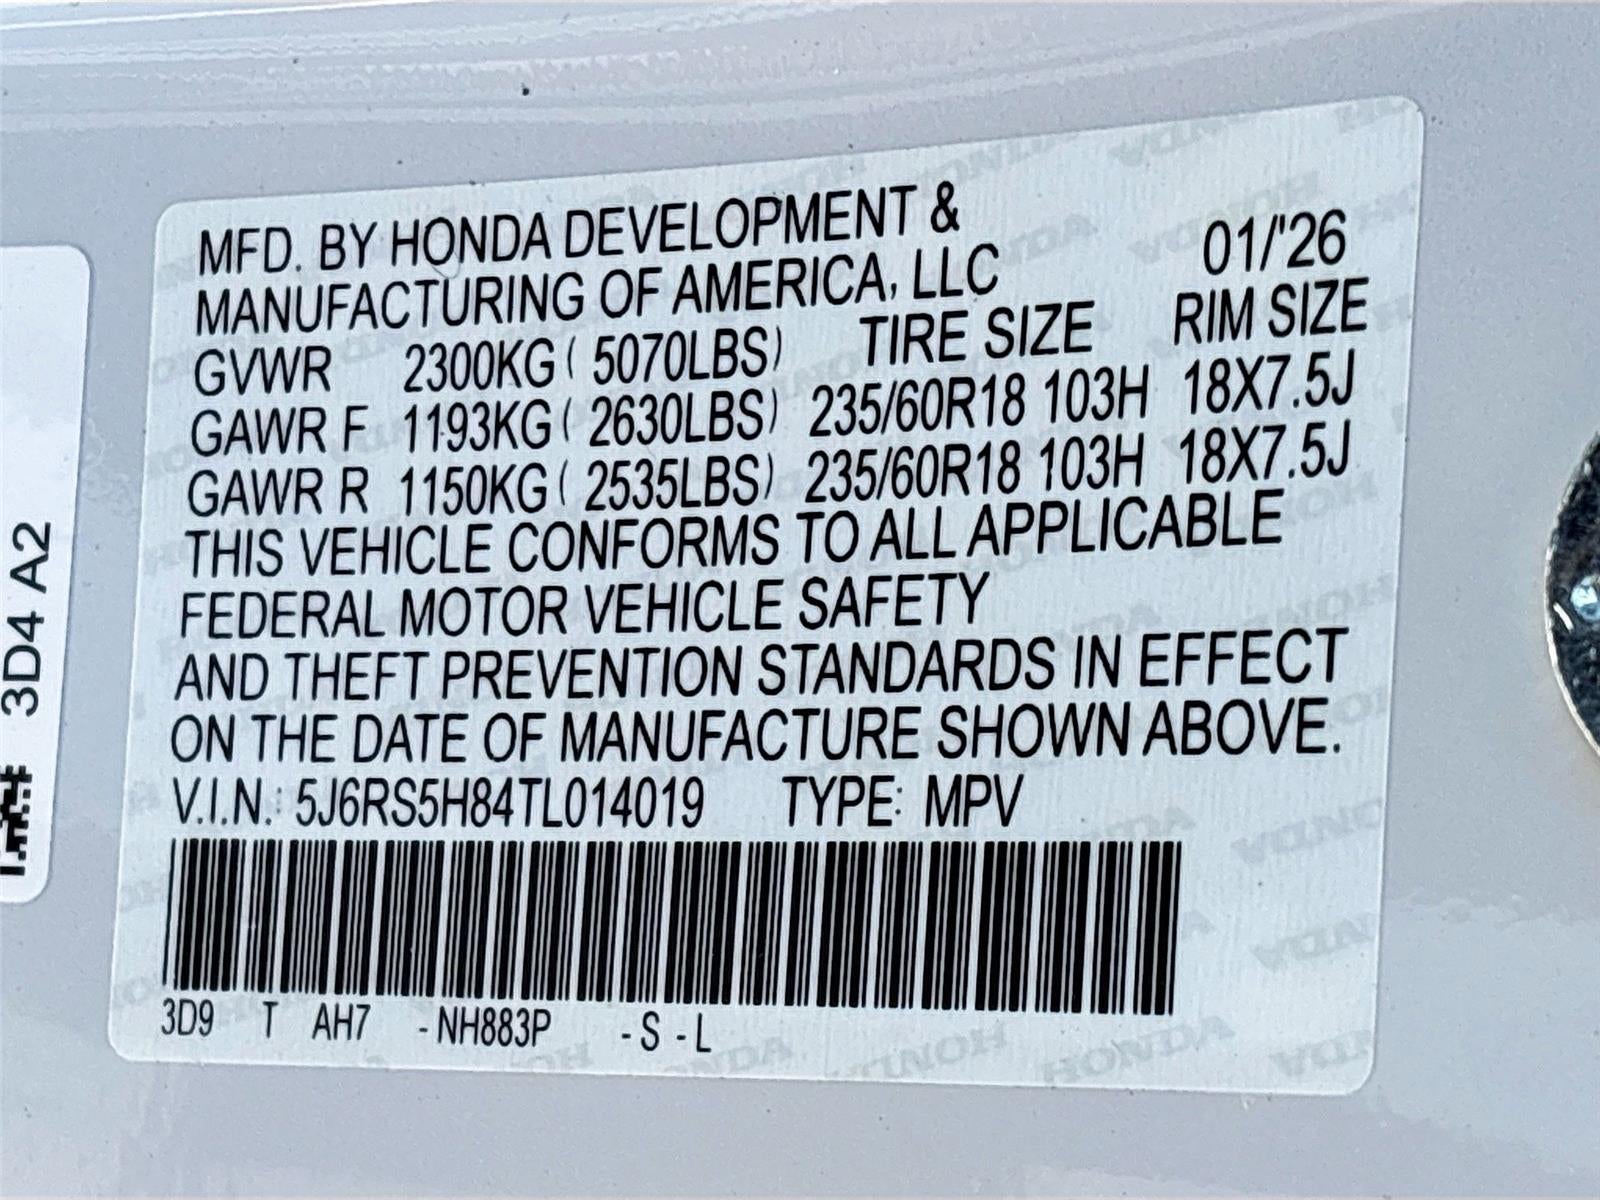 MFD. BY HONDA DEVELOPMENT &
MANUFACTURING OF AMERICA, LLC 01/'26
GVWR 2300KG ( 5070LBS) TIRE SIZE RIM SIZE
GAWR F 1193KG ( 2630LBS) 235/60R18 103H 18X7.5J
GAWR R 1150KG ( 2535LBS) 235/60R18 103H 18X7.5J
THIS VEHICLE CONFORMS TO ALL APPLICABLE
FEDERAL MOTOR VEHICLE SAFETY
AND THEFT PREVENTION STANDARDS IN EFFECT
ON THE DATE OF MANUFACTURE SHOWN ABOVE.
V.I.N.: 5J6RS5H84TL014019 TYPE: MPV
3D9 T AH7 -NH883P -S -L
3D4 A2